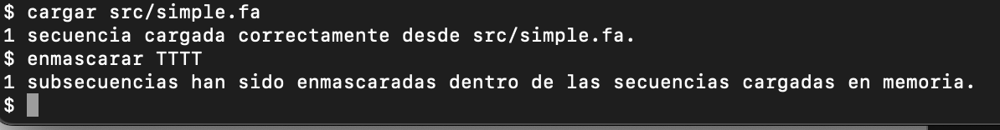 $ cargar src/simple.fa
1 secuencia cargada correctamente desde src/simple.fa.
$ enmascarar TTTT
1 subsecuencias han sido enmascaradas dentro de las secuencias cargadas en memoria.
$